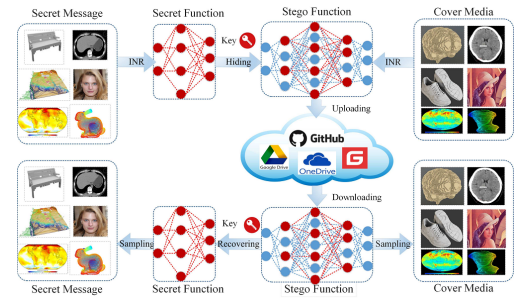 Secret Message
Secret Function
Stego Function
Cover Media
Key
INR
Hiding
INR
Uploading
GitHub
Google Drive
OneDrive
G
Downloading
Key
Sampling
Recovering
Sampling
Secret Message
Secret Function
Stego Function
Cover Media